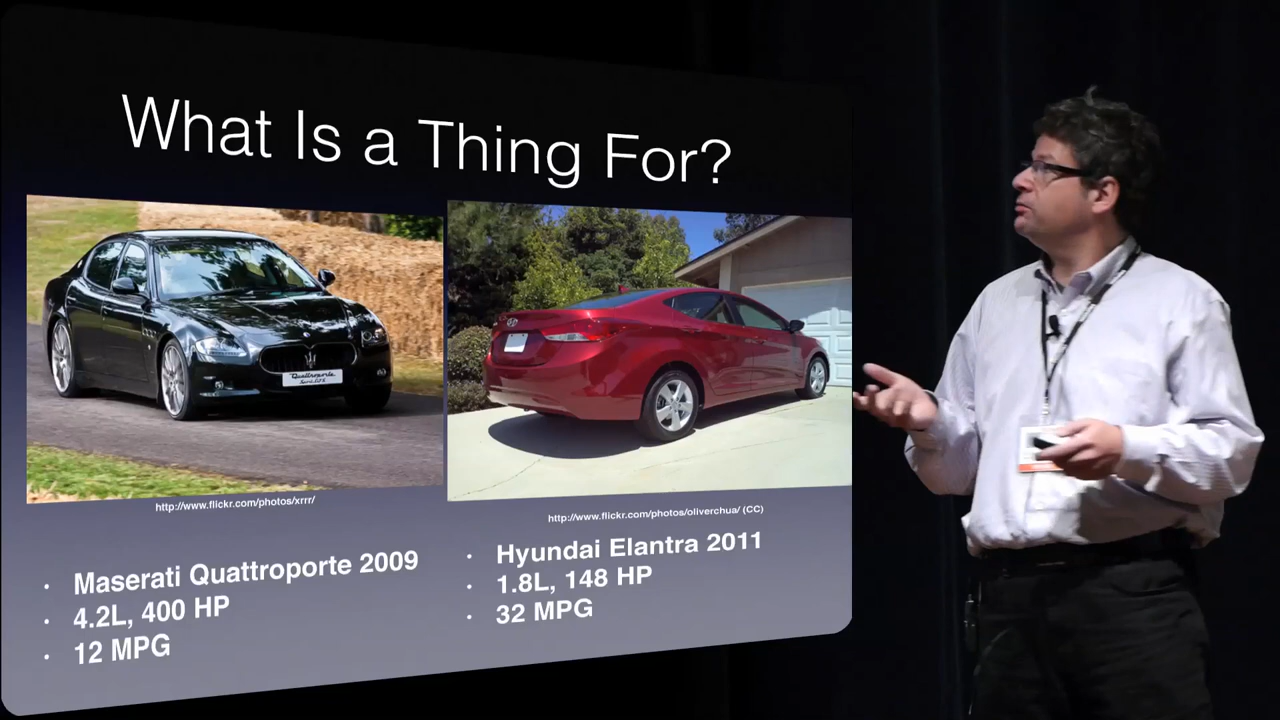 What Is a Thing For?
Quattroporte
http://www.flickr.com/photos/xrrr/
http://www.flickr.com/photos/oliverchua/ (CC)
• Maserati Quattroporte 2009
• 4.2L, 400 HP
• 12 MPG
• Hyundai Elantra 2011
• 1.8L, 148 HP
• 32 MPG